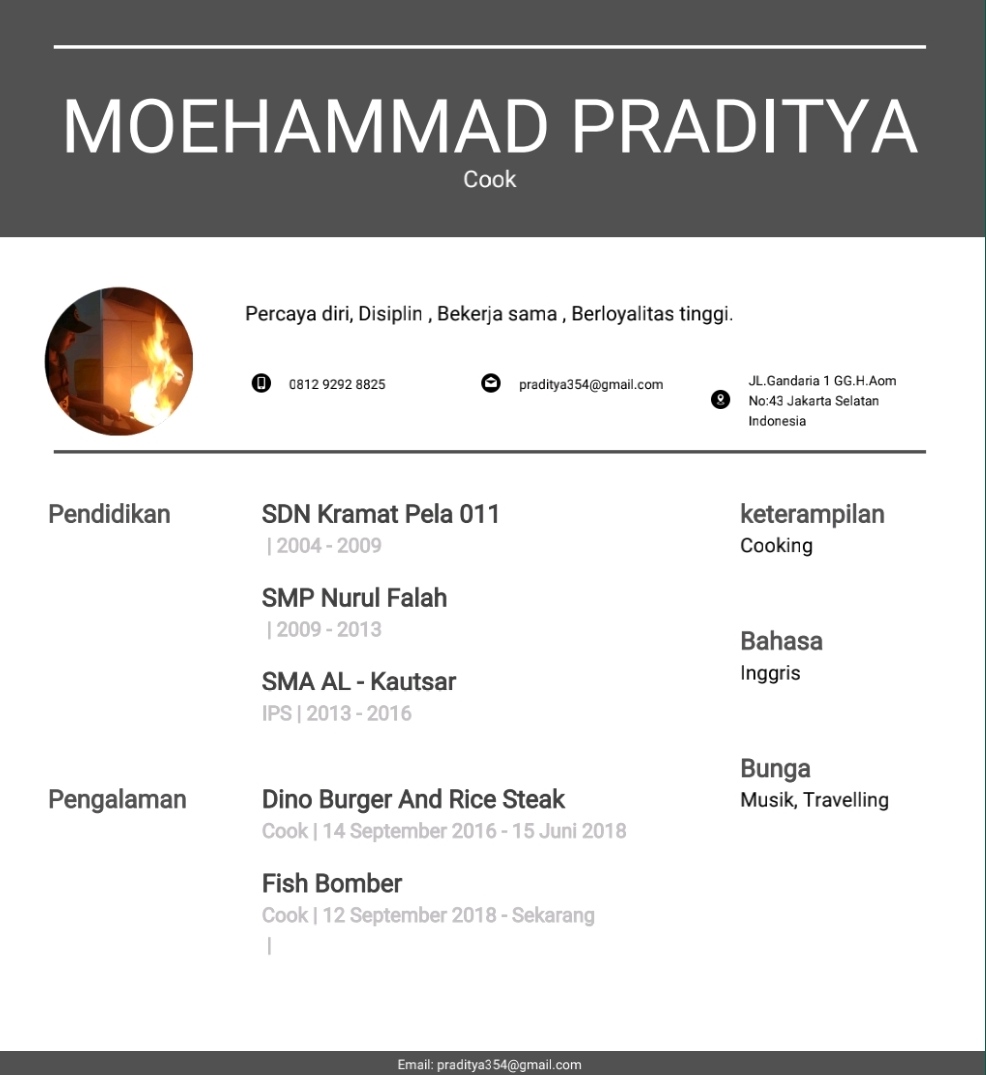 MOEHAMMAD PRADITYA
Cook
Percaya diri, Disiplin , Bekerja sama , Berloyalitas tinggi.
0812 9292 8825
praditya354@gmail.com
JL.Gandaria 1 GG.H.Aom
No:43 Jakarta Selatan
Indonesia
Pendidikan
SDN Kramat Pela 011
| 2004 - 2009
SMP Nurul Falah
| 2009 - 2013
SMA AL - Kautsar
IPS | 2013 - 2016
Pengalaman
Dino Burger And Rice Steak
Cook | 14 September 2016 - 15 Juni 2018
Fish Bomber
Cook | 12 September 2018 - Sekarang
|
keterampilan
Cooking
Bahasa
Inggris
Bunga
Musik, Travelling
Email: praditya354@gmail.com